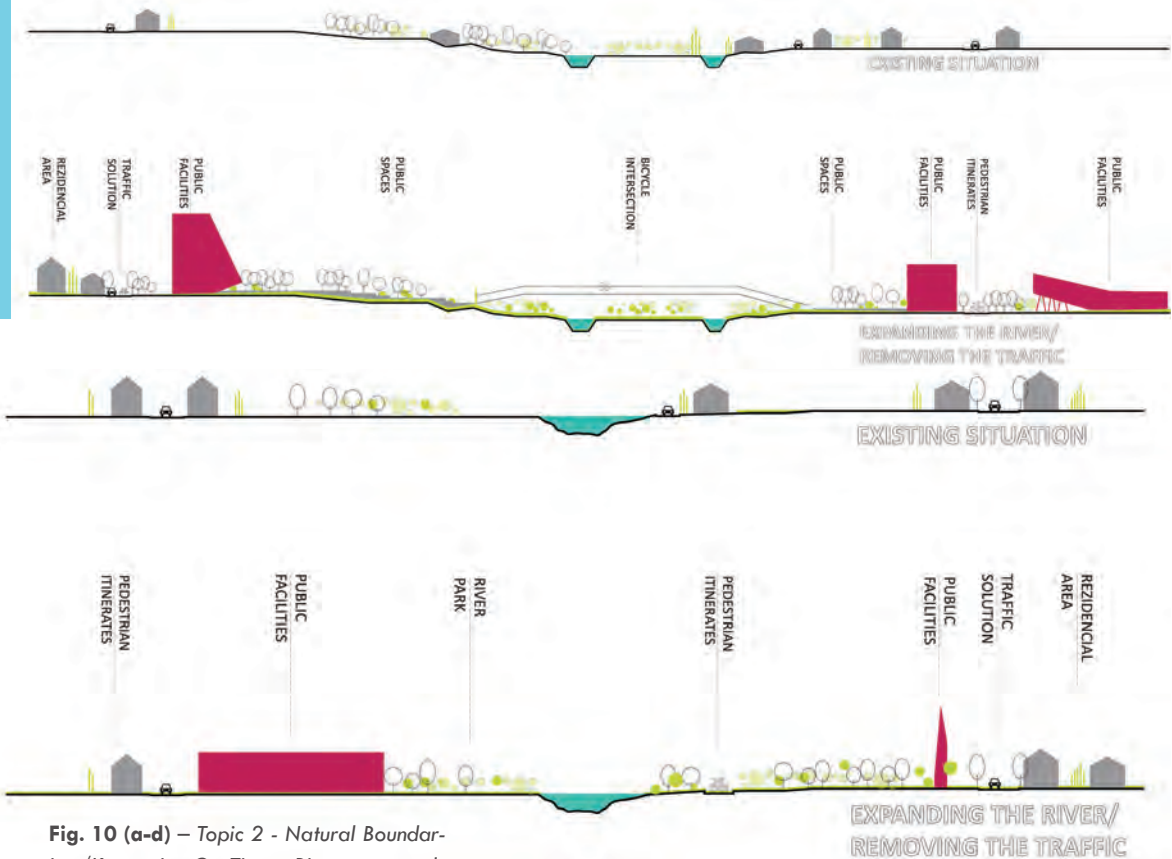 EXISTING SITUATION
REZIDENCIAL
AREA
TRAFFIC
SOLUTION
PUBLIC
FACILITIES
PUBLIC
SPACES
BICYCLE
INTERSECTION
PUBLIC
SPACES
PUBLIC
FACILITIES
PEDESTRIAN
ITINERATES
PUBLIC
FACILITIES
EXPANDING THE RIVER/
REMOVING THE TRAFFIC
EXISTING SITUATION
PEDESTRIAN
ITINERATES
PUBLIC
FACILITIES
RIVER
PARK
PEDESTRIAN
ITINERATES
PUBLIC
FACILITIES
TRAFFIC
SOLUTION
REZIDENCIAL
AREA
EXPANDING THE RIVER/
REMOVING THE TRAFFIC
Fig. 10 (a-d) – Topic 2 - Natural Boundar-